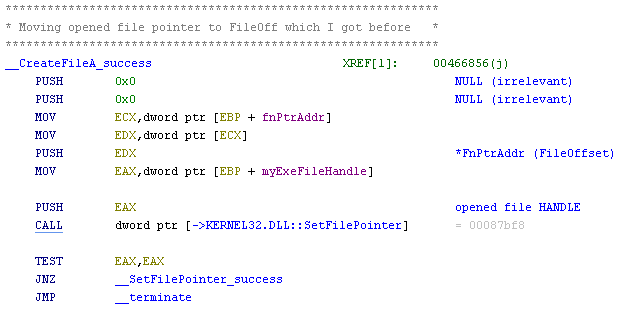 ************************************************************
* Moving opened file pointer to FileOff which I got before *
************************************************************
__CreateFileA_success XREF[1]: 00466856(j)
PUSH 0x0 NULL (irrelevant)
PUSH 0x0 NULL (irrelevant)
MOV ECX,dword ptr [EBP + fnPtrAddr]
MOV EDX,dword ptr [ECX]
PUSH EDX *FnPtrAddr (FileOffset)
MOV EAX,dword ptr [EBP + myExeFileHandle]
PUSH EAX opened file HANDLE
CALL dword ptr [->KERNEL32.DLL::SetFilePointer] = 00087bf8
TEST EAX,EAX
JNZ __SetFilePointer_success
JMP __terminate